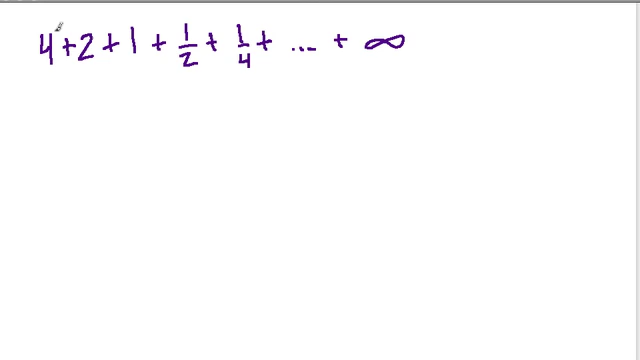 4 + 2 + 1 + 1/2 + 1/4 + ... + ∞